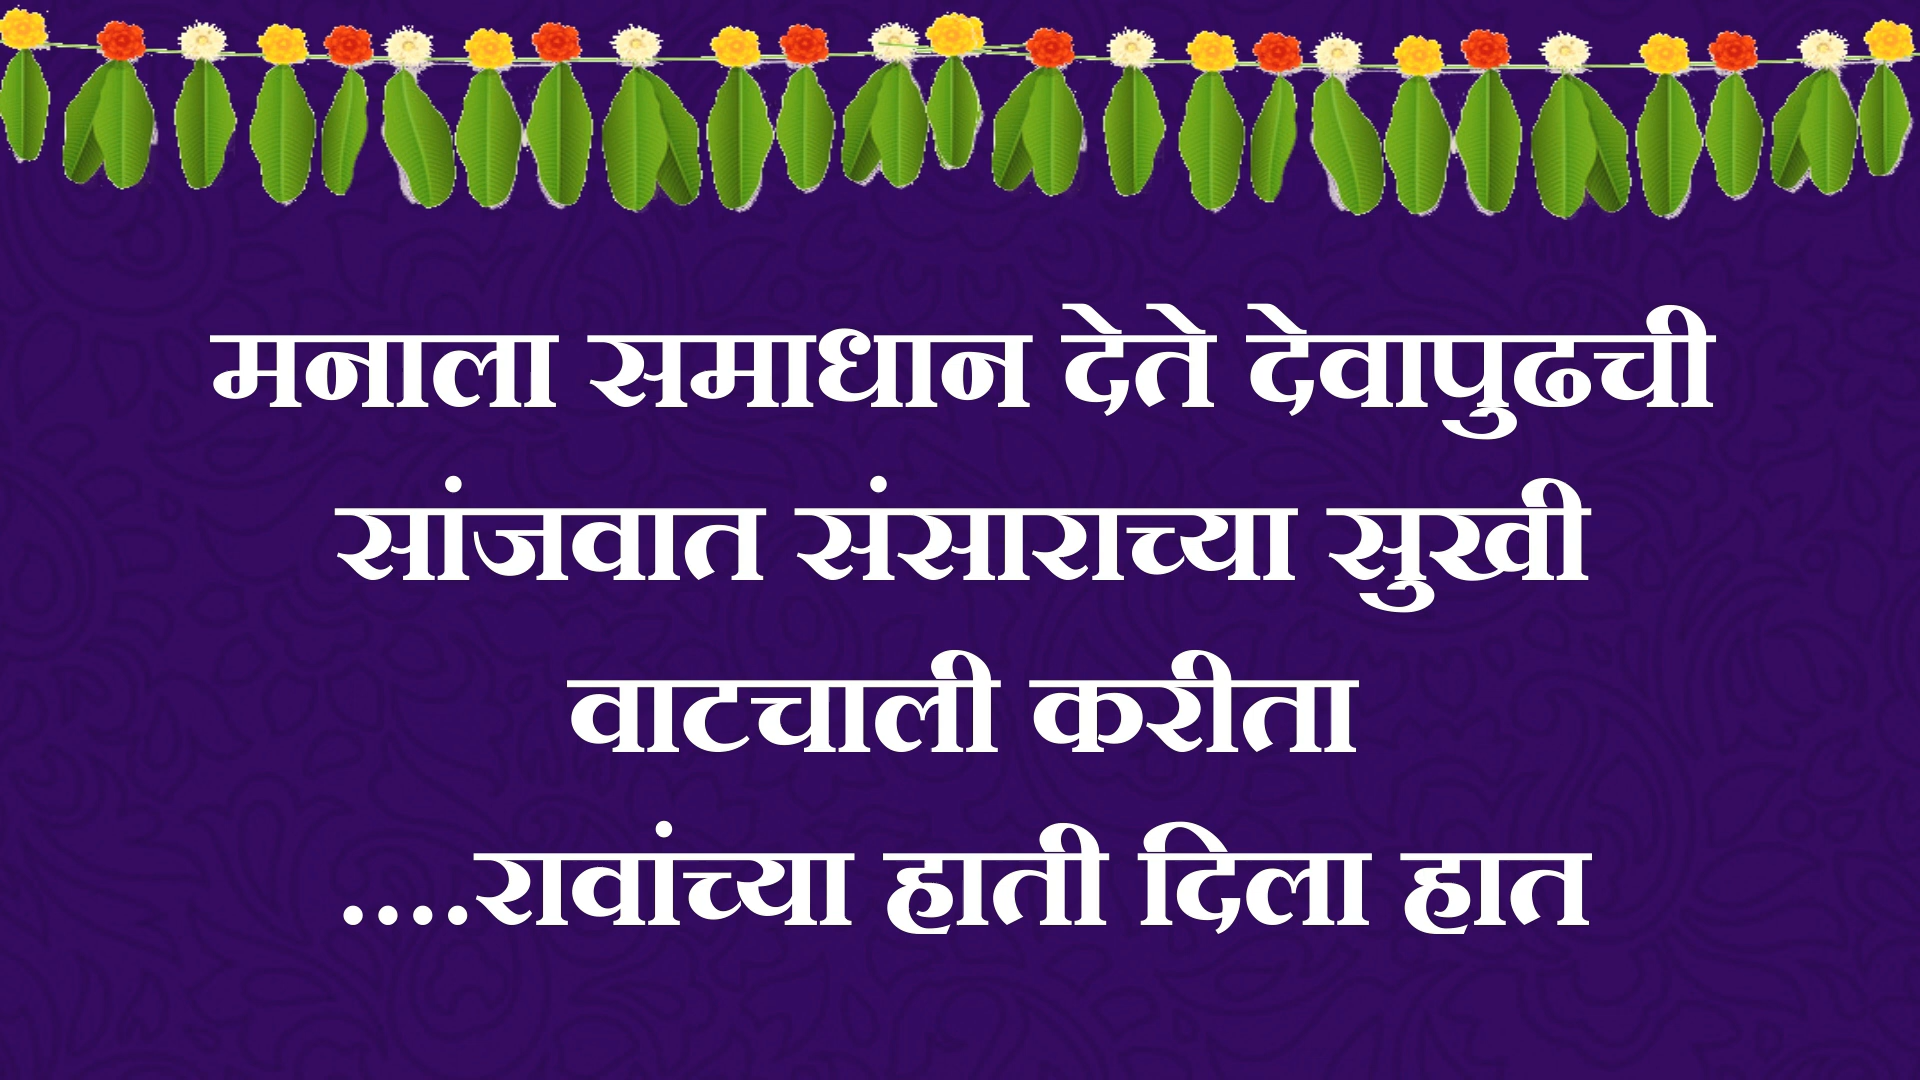 मनाला समाधान देते देवापुढची
सांजवात संसाराच्या सुखी
वाटचाली करीता
....रावांच्या हाती दिला हात